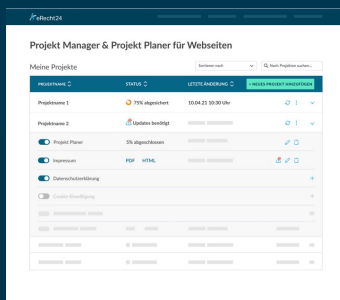 eRecht24
Projekt Manager & Projekt Planer für Webseiten
Meine Projekte
Sortieren nach
Nach Projekten suchen...
PROJEKTNAME
STATUS
LETZTE ÄNDERUNG
+ NEUES PROJEKT HINZUFÜGEN
Projektname 1
75% abgesichert
10.04.21 10:30 Uhr
Projektname 2
Updates benötigt
Projekt Planer
5% abgeschlossen
Impressum
PDF HTML
Datenschutzerklärung
Cookie Einwilligung